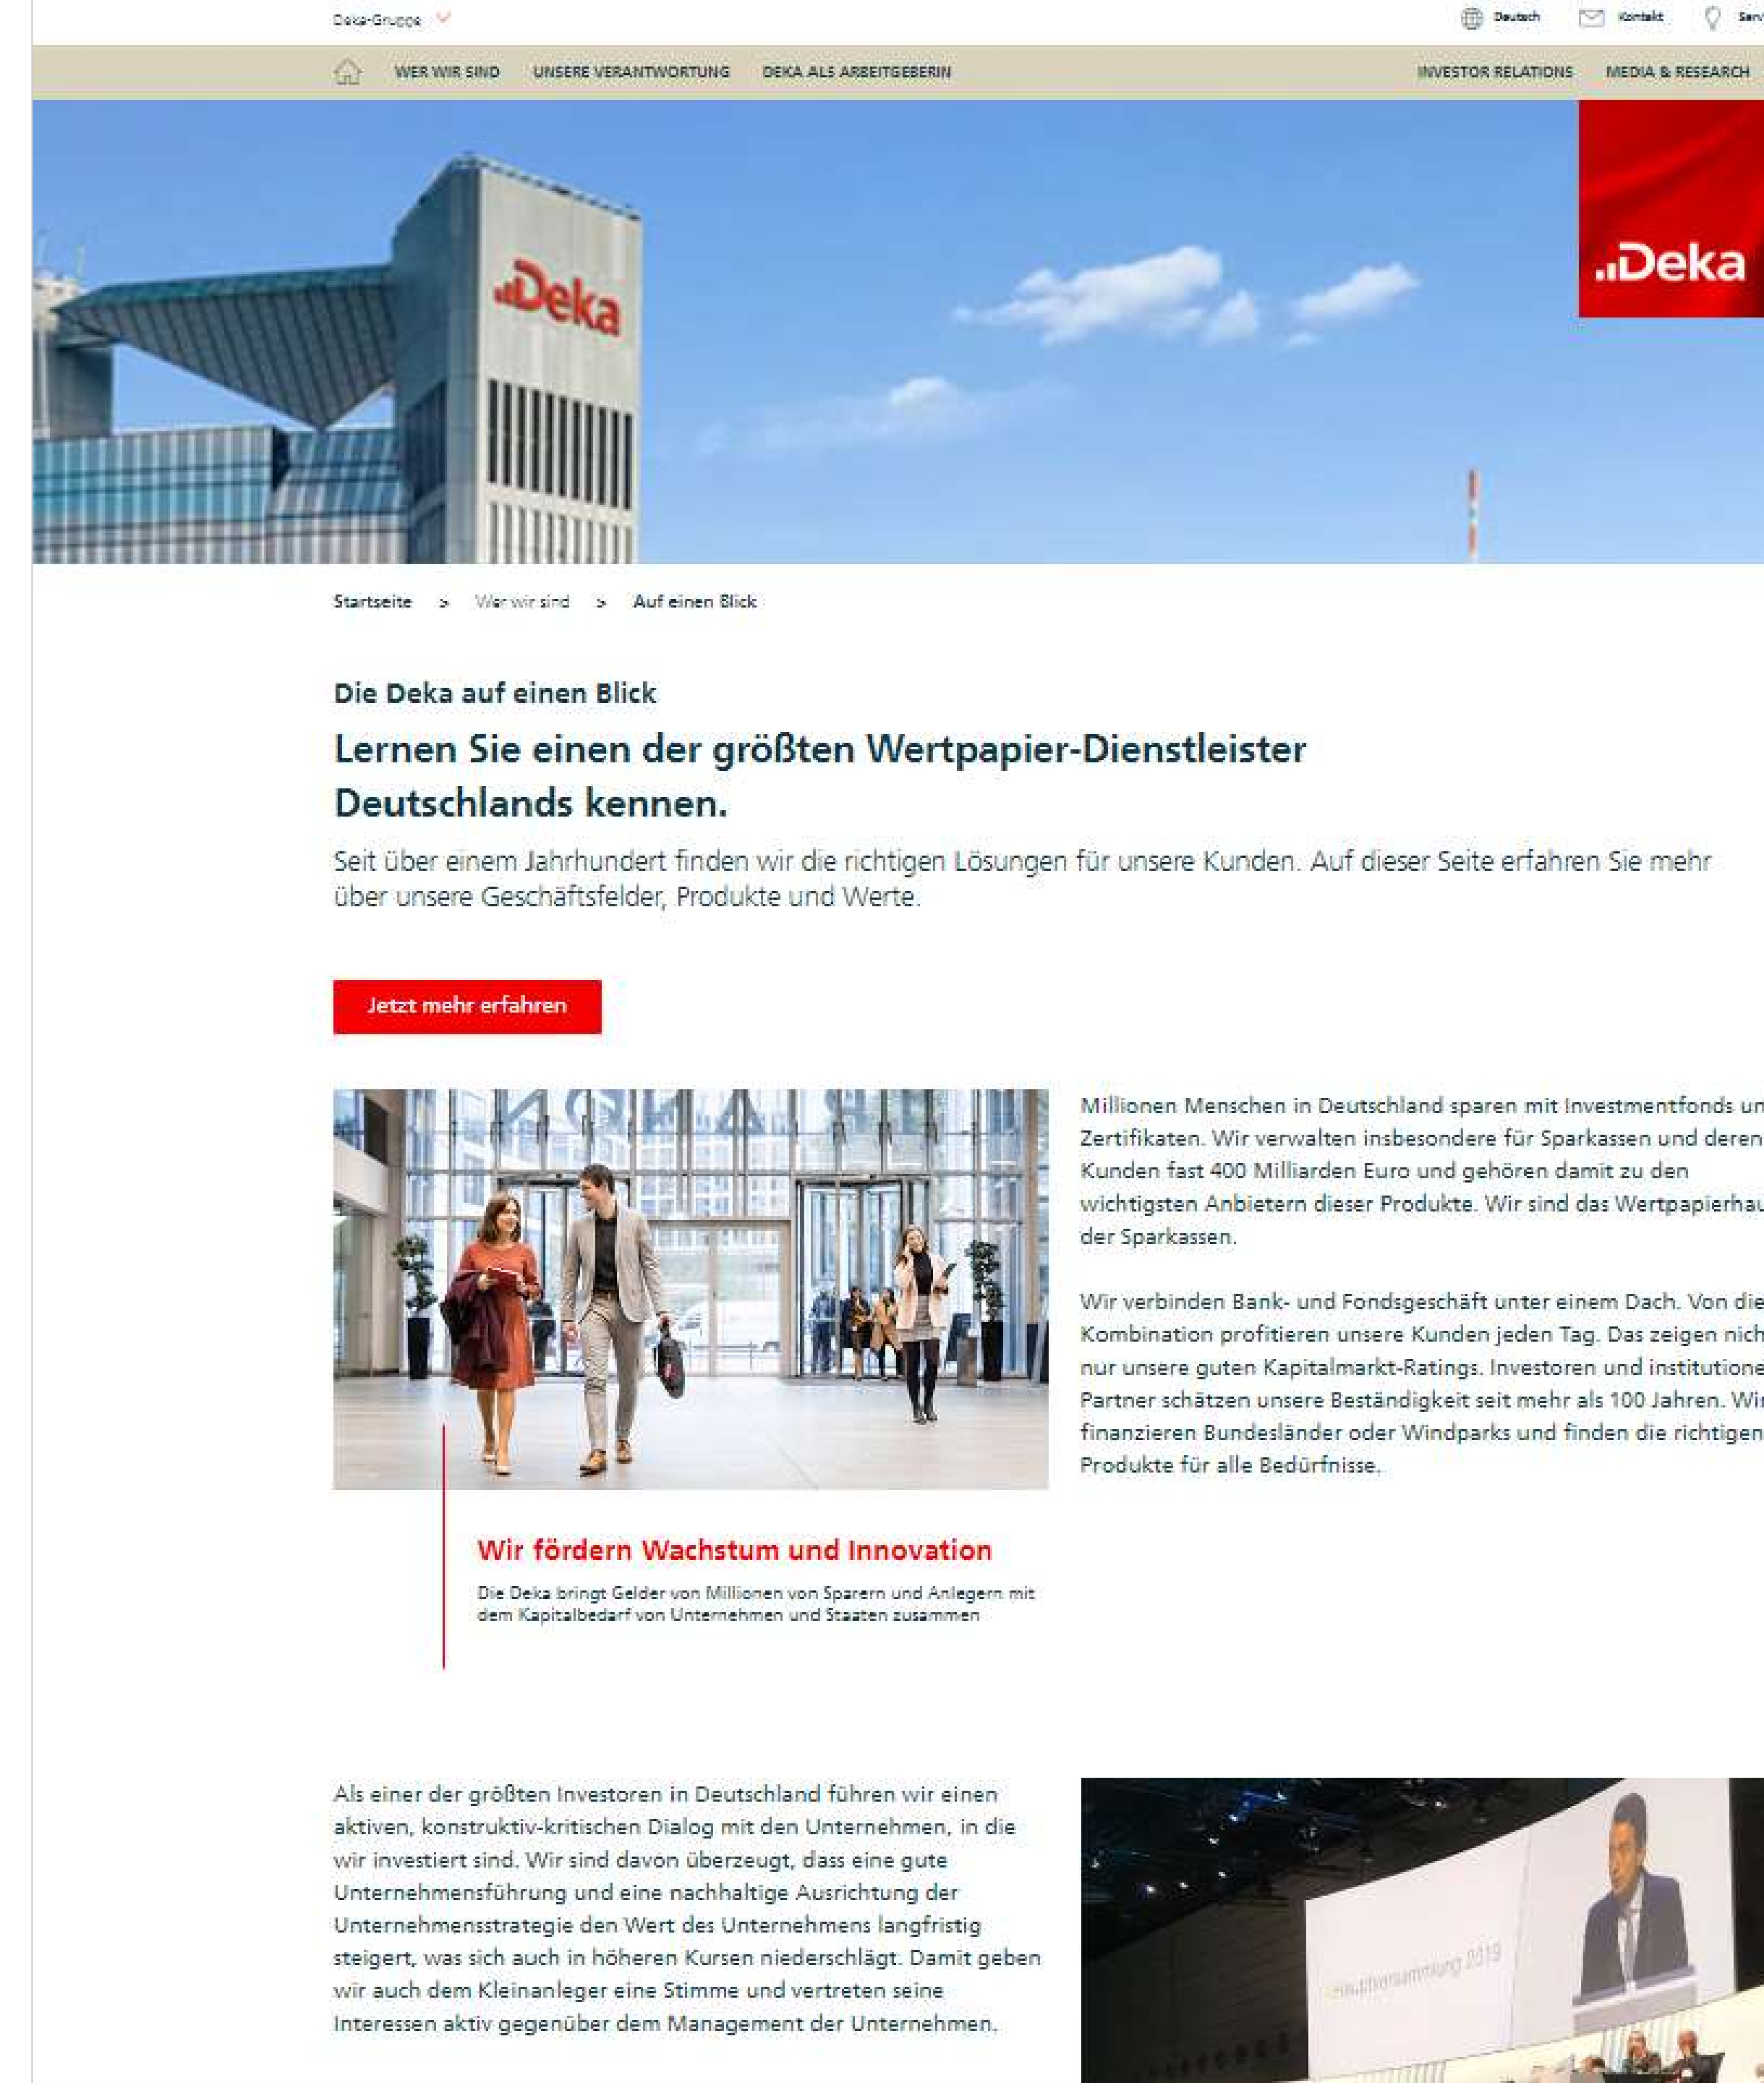 Deka-Gruppe
Deutsch Kontakt
WER WIR SIND UNSERE VERANTWORTUNG DEKA ALS ARBEITGEBERIN INVESTOR RELATIONS MEDIA & RESEARCH
Deka
Deka
Startseite > Wer wir sind > Auf einen Blick
Die Deka auf einen Blick
Lernen Sie einen der größten Wertpapier-Dienstleister
Deutschlands kennen.
Seit über einem Jahrhundert finden wir die richtigen Lösungen für unsere Kunden. Auf dieser Seite erfahren Sie mehr
über unsere Geschäftsfelder, Produkte und Werte.
Jetzt mehr erfahren
Millionen Menschen in Deutschland sparen mit Investmentfonds un
Zertifikaten. Wir verwalten insbesondere für Sparkassen und deren
Kunden fast 400 Milliarden Euro und gehören damit zu den
wichtigsten Anbietern dieser Produkte. Wir sind das Wertpapierhau
der Sparkassen.
Wir verbinden Bank- und Fondsgeschäft unter einem Dach. Von die
Kombination profitieren unsere Kunden jeden Tag. Das zeigen nich
nur unsere guten Kapitalmarkt-Ratings. Investoren und institutione
Partner schätzen unsere Beständigkeit seit mehr als 100 Jahren. Wir
finanzieren Bundesländer oder Windparks und finden die richtigen
Produkte für alle Bedürfnisse.
Wir fördern Wachstum und Innovation
Die Deka bringt Gelder von Millionen von Sparern und Anlegern mit
dem Kapitalbedarf von Unternehmen und Staaten zusammen
Als einer der größten Investoren in Deutschland führen wir einen
aktiven, konstruktiv-kritischen Dialog mit den Unternehmen, in die
wir investiert sind. Wir sind davon überzeugt, dass eine gute
Unternehmensführung und eine nachhaltige Ausrichtung der
Unternehmensstrategie den Wert des Unternehmens langfristig
steigert, was sich auch in höheren Kursen niederschlägt. Damit geben
wir auch dem Kleinanleger eine Stimme und vertreten seine
Interessen aktiv gegenüber dem Management der Unternehmen.
Hauptversammlung 2019